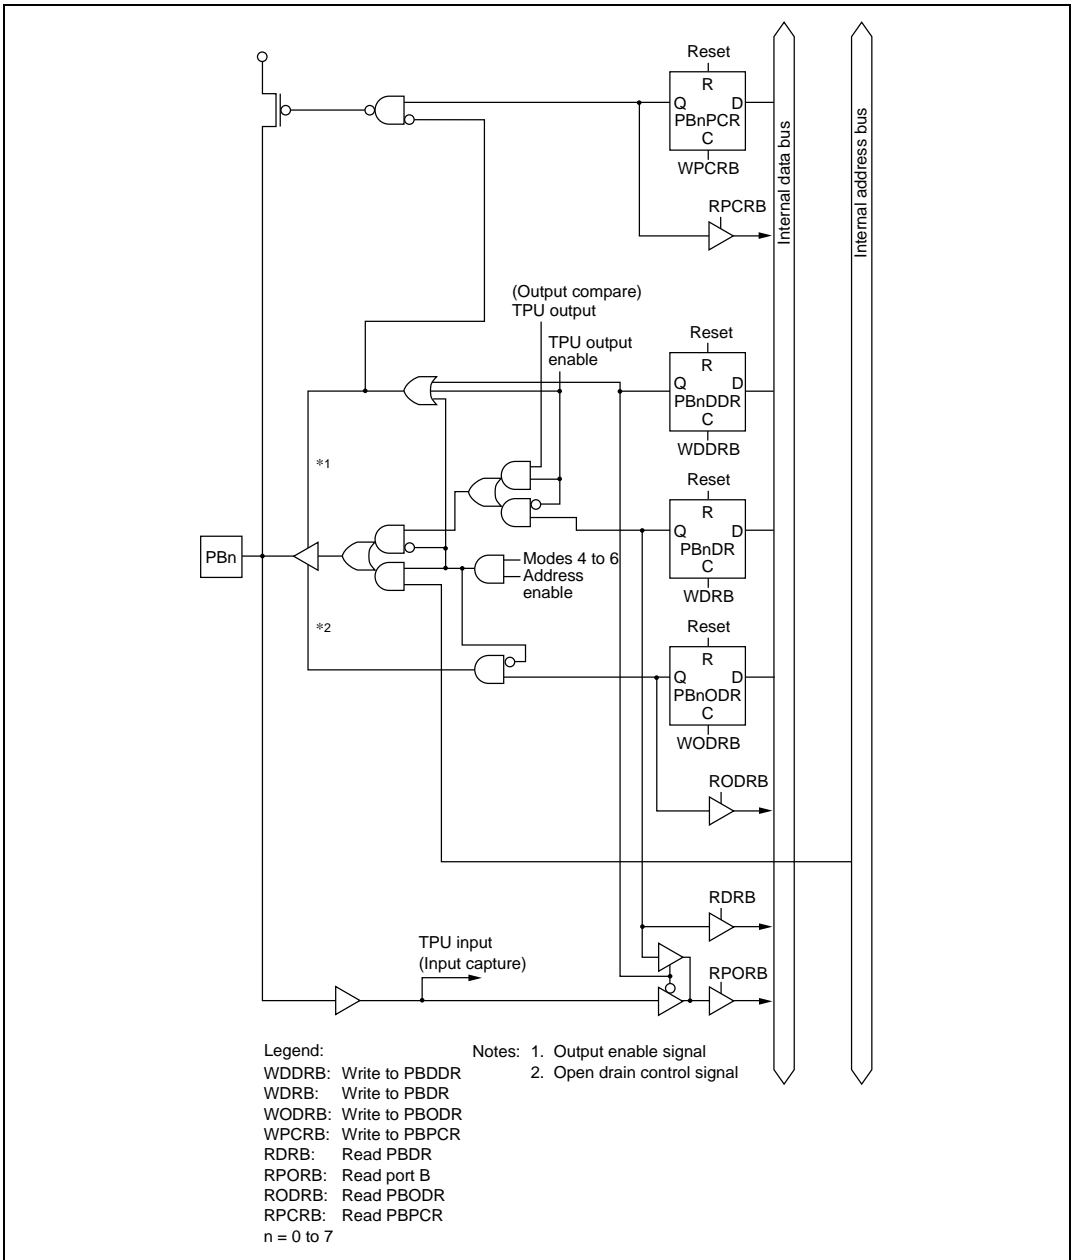 Reset
R
Q D
PBnPCR
C
WPCRB
RPCRB
Internal data bus
Internal address bus
(Output compare)
TPU output
TPU output
enable
Reset
R
Q D
PBnDDR
C
WDDRB
*1
Reset
R
Q D
PBnDR
C
WDRB
PBn
Modes 4 to 6
Address
enable
*2
Reset
R
Q D
PBnODR
C
WODRB
RODRB
RDRB
TPU input
(Input capture)
RPORB
Legend:
WDDRB: Write to PBDDR
WDRB: Write to PBDR
WODRB: Write to PBODR
WPCRB: Write to PBPCR
RDRB: Read PBDR
RPORB: Read port B
RODRB: Read PBODR
RPCRB: Read PBPCR
n = 0 to 7
Notes: 1. Output enable signal
2. Open drain control signal